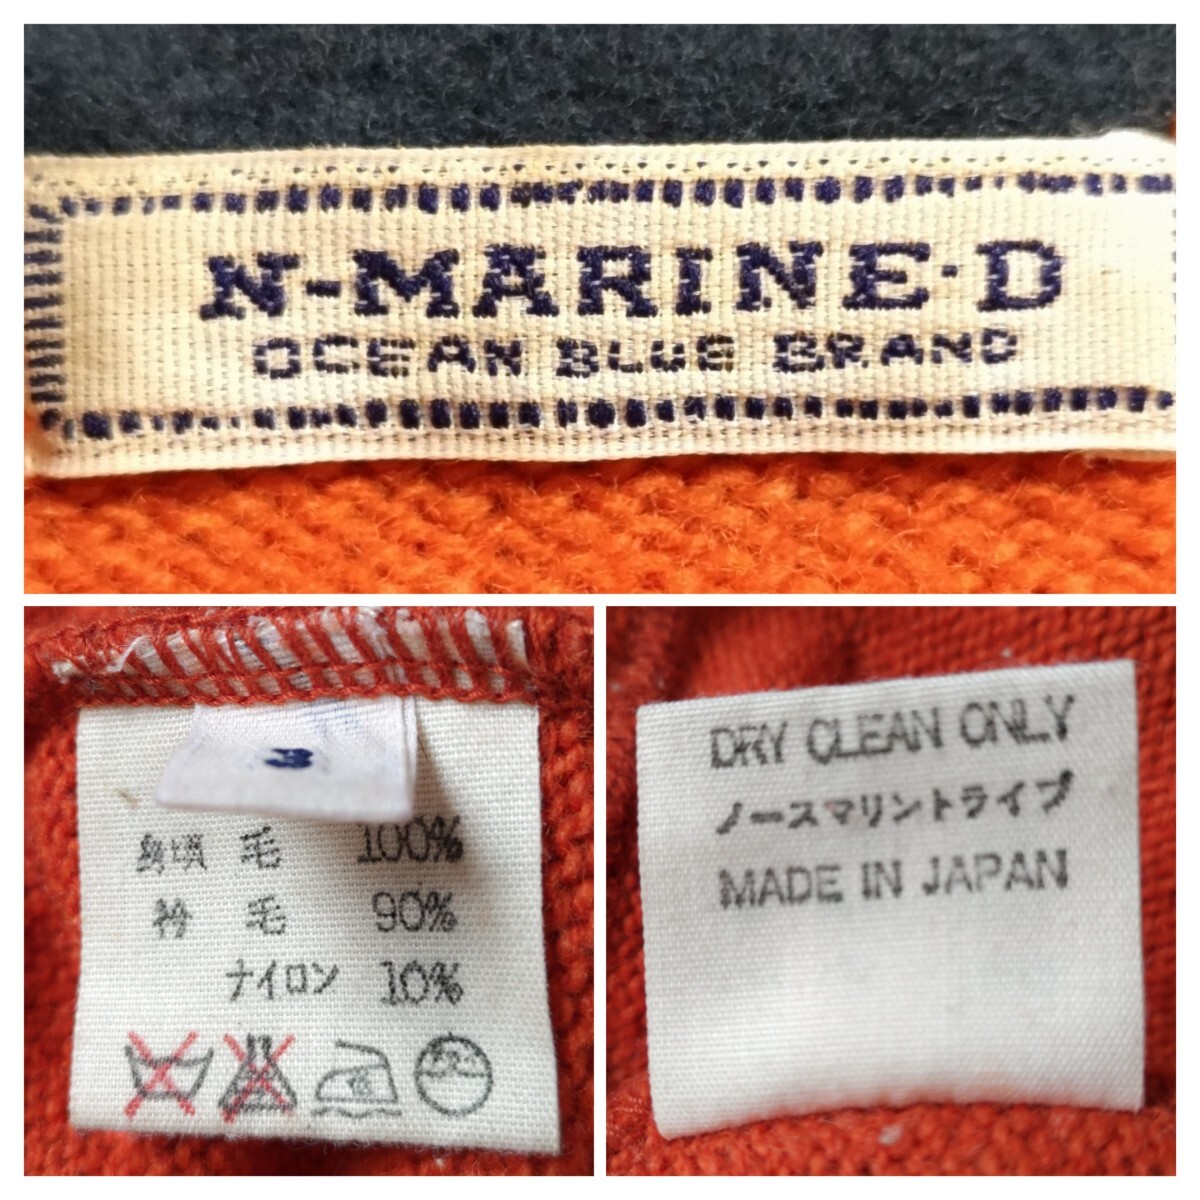 N-MARINE·D
OCEAN BLUE BRAND
3
身頃 毛 100%
衿 毛 90%
ナイロン 10%
DRY CLEAN ONLY
ノースマリンドライブ
MADE IN JAPAN